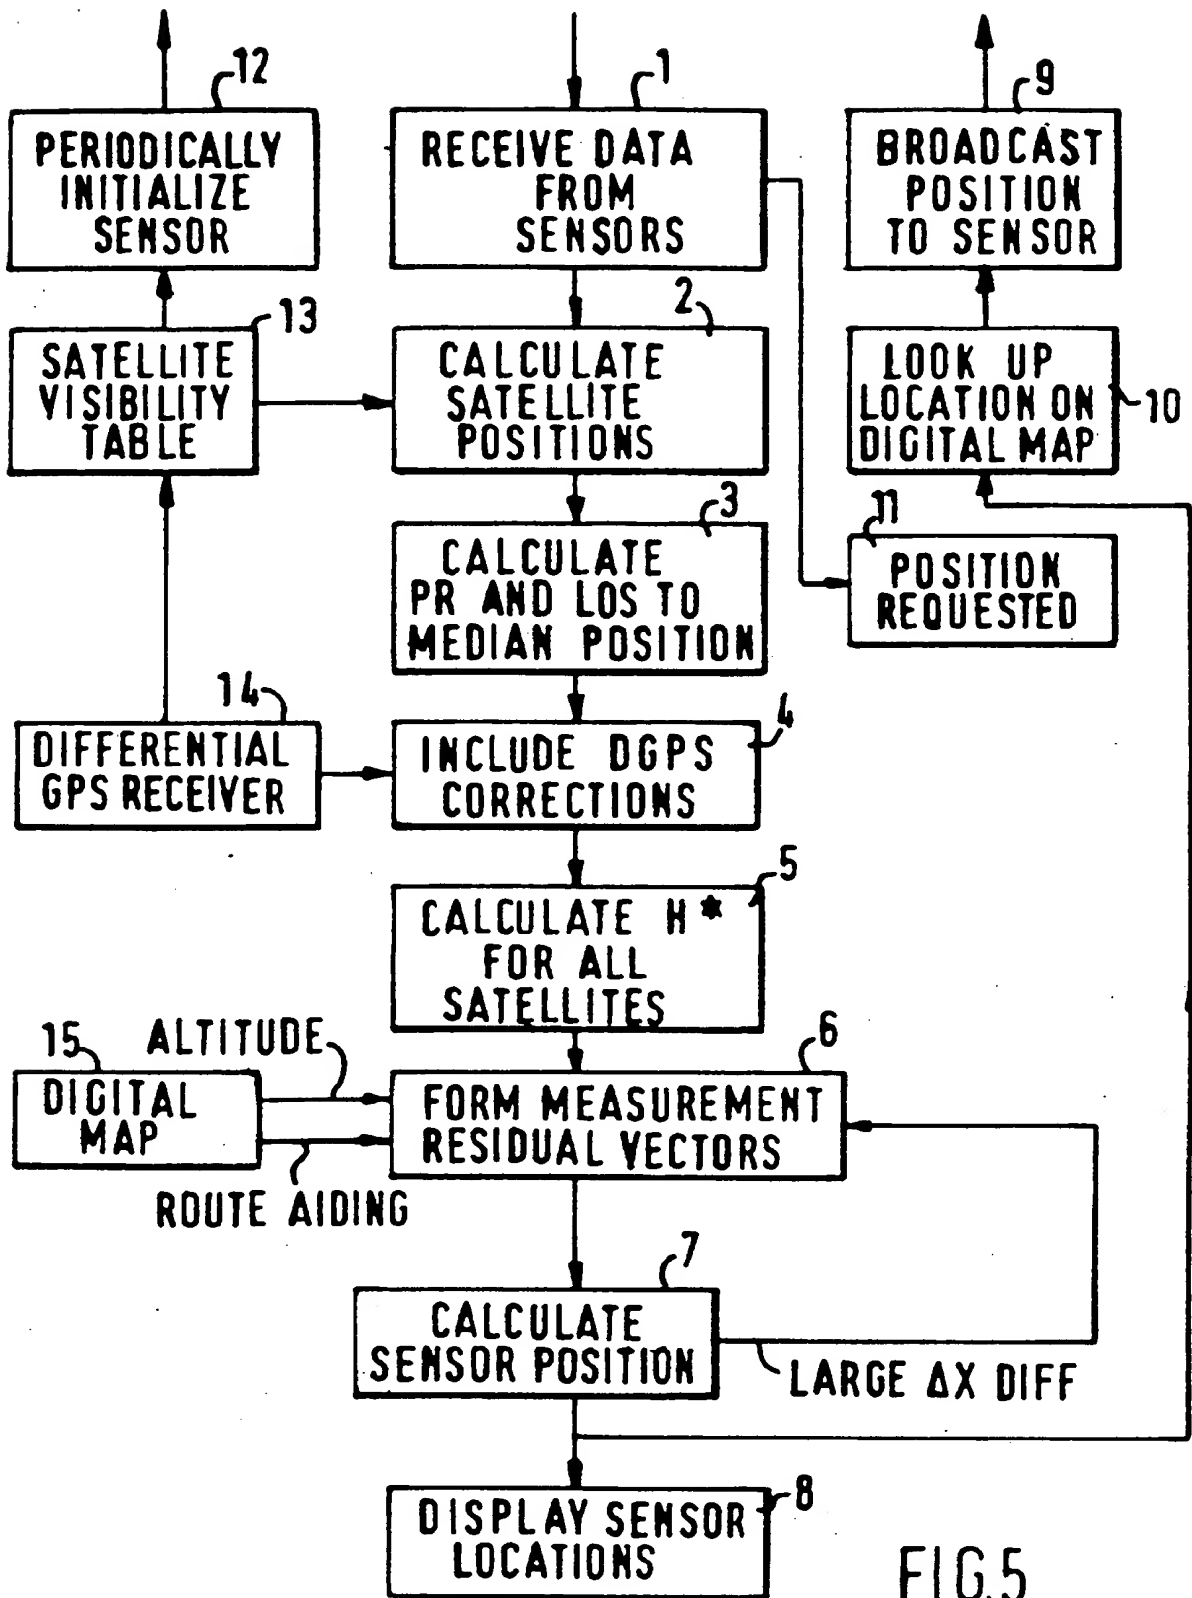 12
PERIODICALLY
INITIALIZE
SENSOR
1
RECEIVE DATA
FROM
SENSORS
9
BROADCAST
POSITION
TO SENSOR
13
SATELLITE
VISIBILITY
TABLE
2
CALCULATE
SATELLITE
POSITIONS
LOOK UP
LOCATION ON
DIGITAL MAP
10
3
CALCULATE
PR AND LOS TO
MEDIAN POSITION
11
POSITION
REQUESTED
14
DIFFERENTIAL
GPS RECEIVER
4
INCLUDE DGPS
CORRECTIONS
5
CALCULATE H*
FOR ALL
SATELLITES
15
DIGITAL
MAP
ALTITUDE
ROUTE AIDING
6
FORM MEASUREMENT
RESIDUAL VECTORS
7
CALCULATE
SENSOR POSITION
LARGE ΔX DIFF
8
DISPLAY SENSOR
LOCATIONS
FIG.5